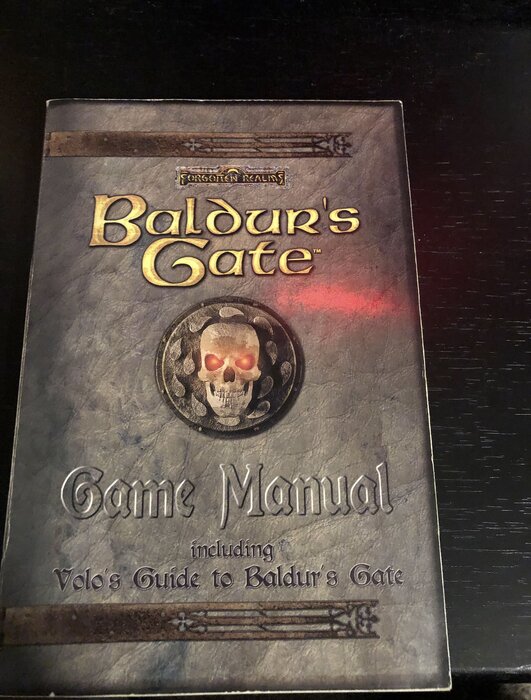 FORGOTTEN REALMS
Baldur's
Gate™
Game Manual
including
Volo's Guide to Baldur's Gate